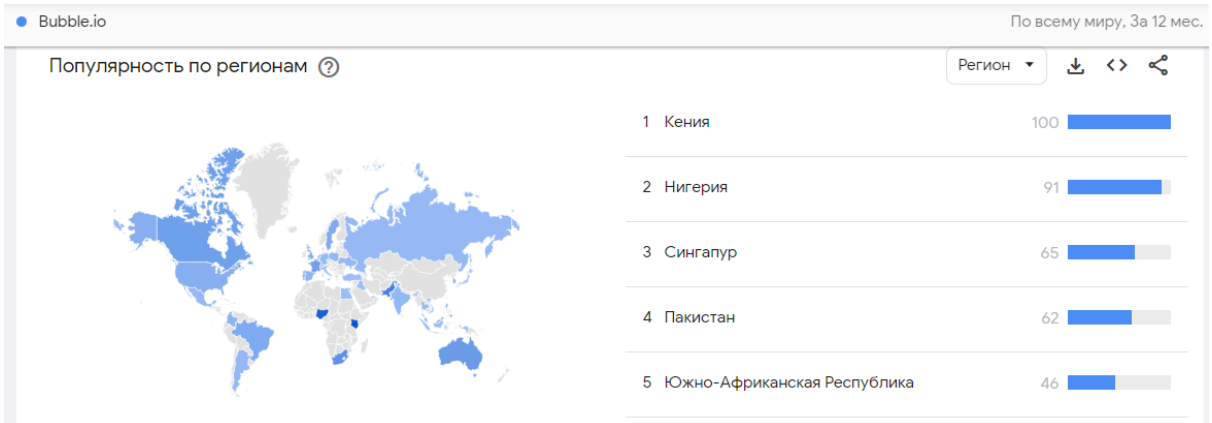 Bubble.io
По всему миру, За 12 мес.
Популярность по регионам ?
Регион
1 Кения 100
2 Нигерия 91
3 Сингапур 65
4 Пакистан 62
5 Южно-Африканская Республика 46